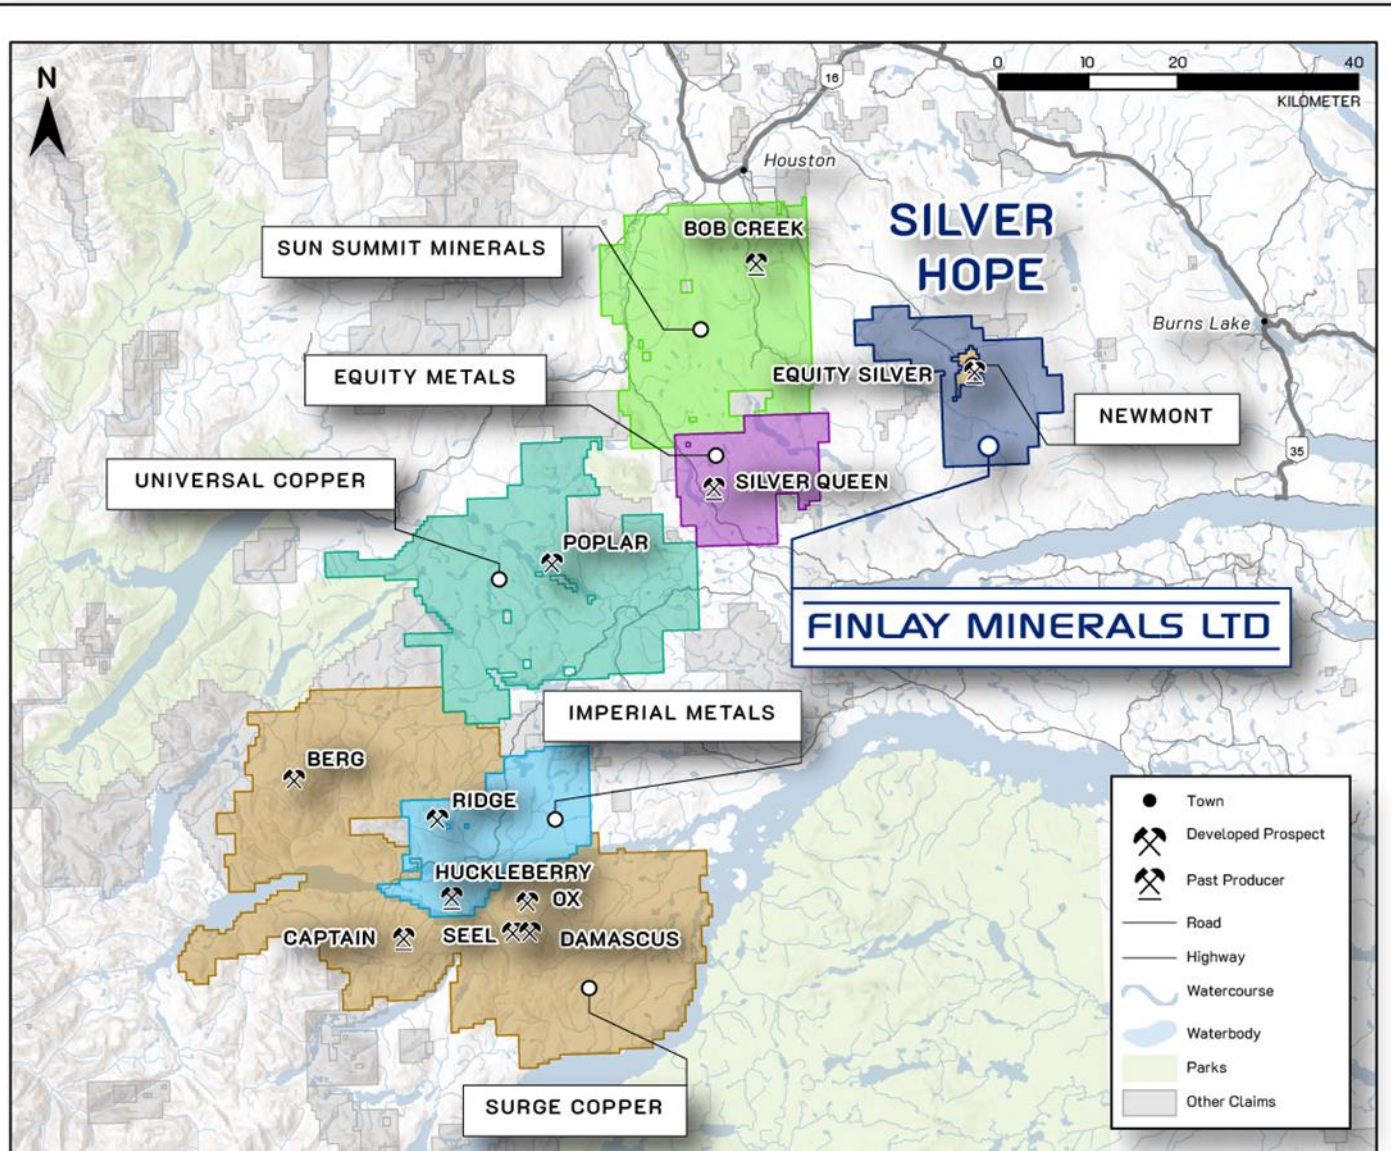 N
0 10 20 40
KILOMETER
16
Houston
SILVER
HOPE
BOB CREEK
SUN SUMMIT MINERALS
Burns Lake
EQUITY METALS
EQUITY SILVER
NEWMONT
35
UNIVERSAL COPPER
SILVER QUEEN
POPLAR
FINLAY MINERALS LTD
IMPERIAL METALS
BERG
RIDGE
HUCKLEBERRY
OX
CAPTAIN
SEEL
DAMASCUS
SURGE COPPER
Town
Developed Prospect
Past Producer
Road
Highway
Watercourse
Waterbody
Parks
Other Claims